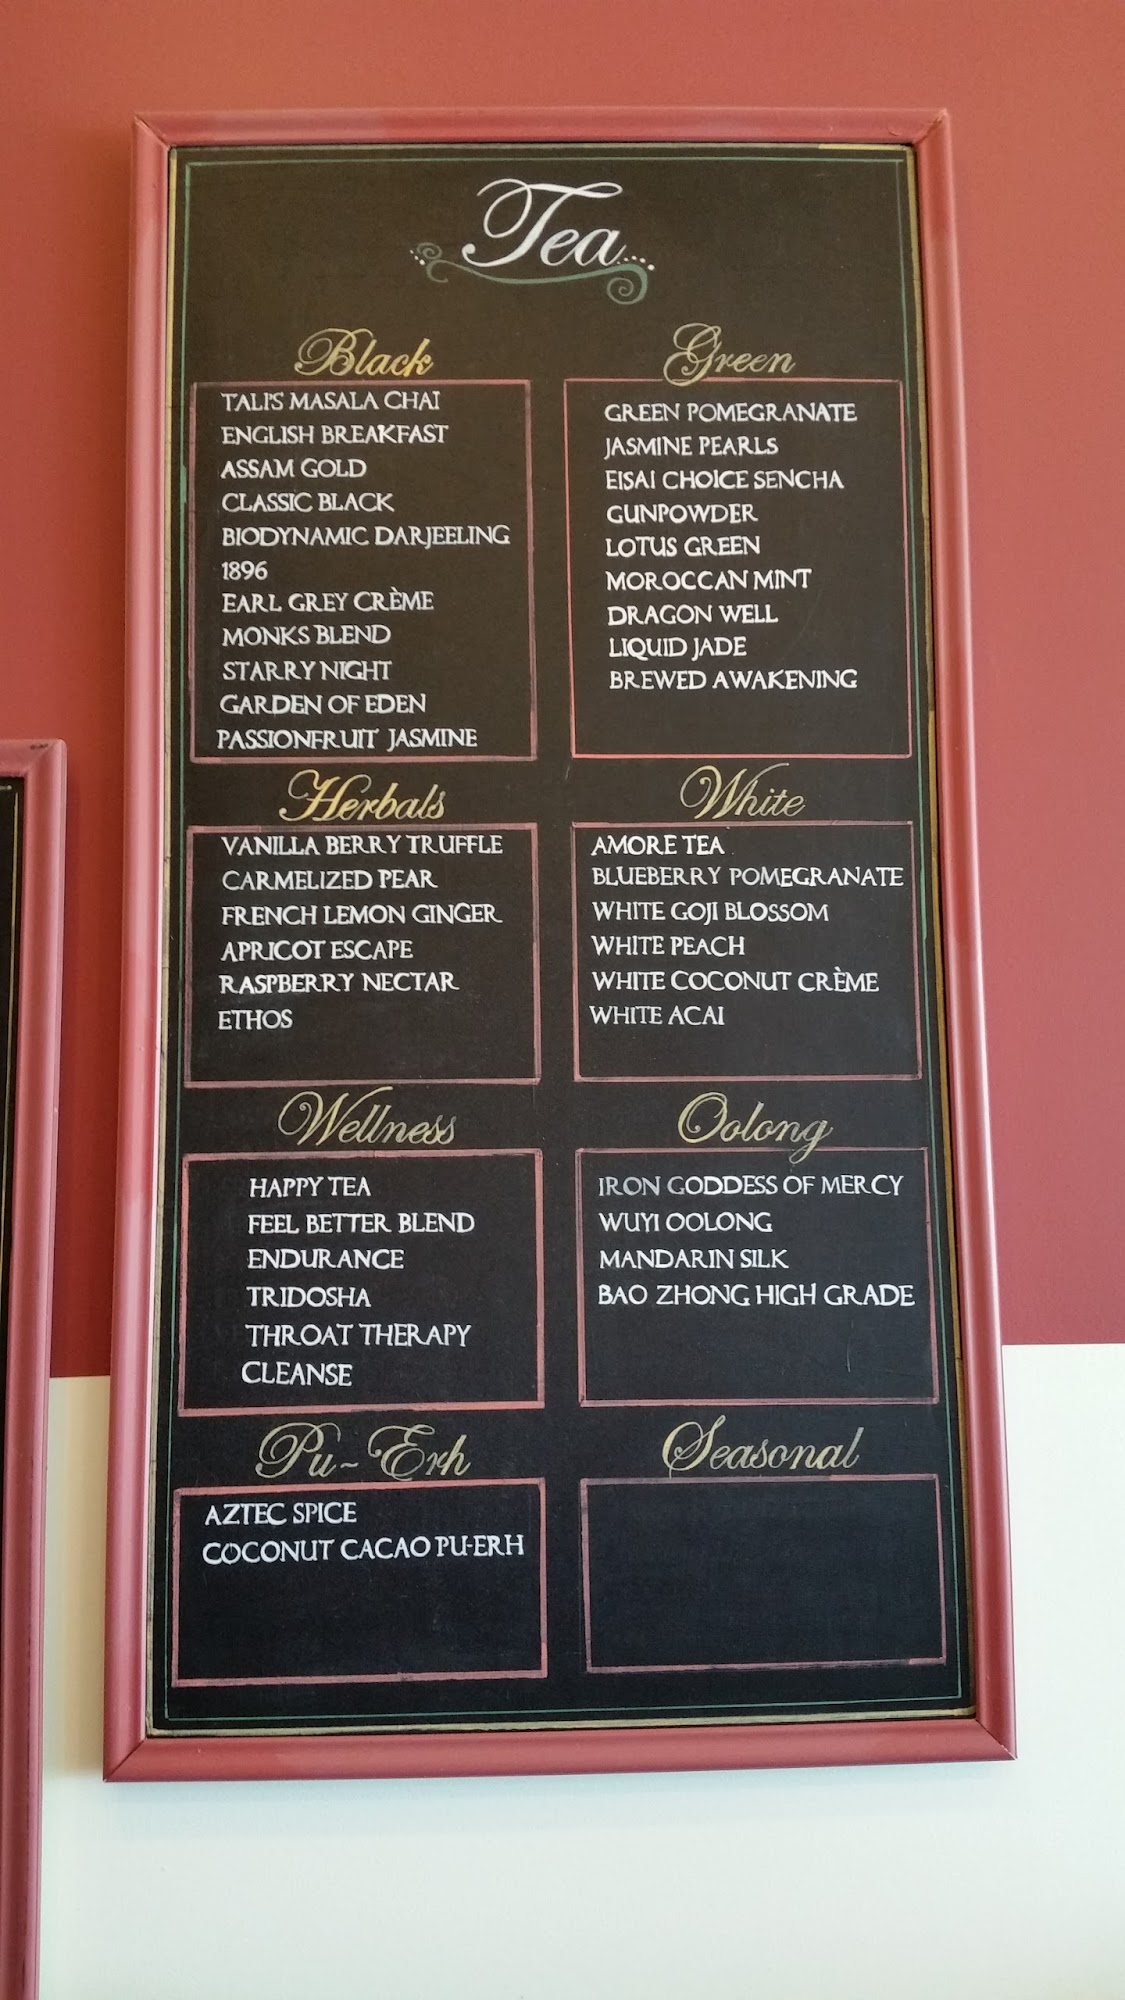 Tea...
Black
TALI'S MASALA CHAI
ENGLISH BREAKFAST
ASSAM GOLD
CLASSIC BLACK
BIODYNAMIC DARJEELING
1896
EARL GREY CRÈME
MONKS BLEND
STARRY NIGHT
GARDEN OF EDEN
PASSIONFRUIT JASMINE
Green
GREEN POMEGRANATE
JASMINE PEARLS
EISAI CHOICE SENCHA
GUNPOWDER
LOTUS GREEN
MOROCCAN MINT
DRAGON WELL
LIQUID JADE
BREWED AWAKENING
Herbals
VANILLA BERRY TRUFFLE
CARMELIZED PEAR
FRENCH LEMON GINGER
APRICOT ESCAPE
RASPBERRY NECTAR
ETHOS
White
AMORE TEA
BLUEBERRY POMEGRANATE
WHITE GOJI BLOSSOM
WHITE PEACH
WHITE COCONUT CRÈME
WHITE ACAI
Wellness
HAPPY TEA
FEEL BETTER BLEND
ENDURANCE
TRIDOSHA
THROAT THERAPY
CLEANSE
Oolong
IRON GODDESS OF MERCY
WUYI OOLONG
MANDARIN SILK
BAO ZHONG HIGH GRADE
Pu-Erh
AZTEC SPICE
COCONUT CACAO PU-ERH
Seasonal